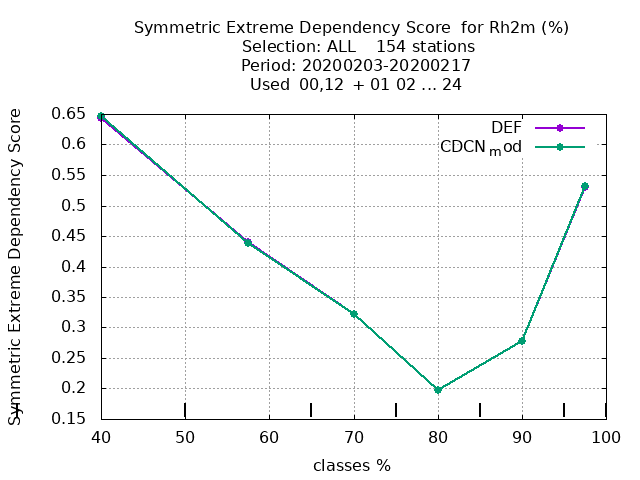 Symmetric Extreme Dependency Score  for Rh2m (%)
Selection: ALL    154 stations
Period: 20200203-20200217
Used  00,12  + 01 02 ... 24
Symmetric Extreme Dependency Score
0.65
0.6
0.55
0.5
0.45
0.4
0.35
0.3
0.25
0.2
0.15
DEF
CDCNmod
40 50 60 70 80 90 100
classes %